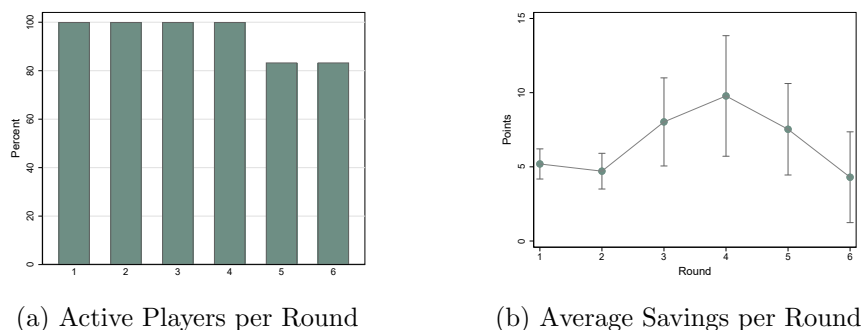 100
80
60
40
20
0
Percent
1 2 3 4 5 6
(a) Active Players per Round
15
10
5
0
Points
1 2 3 4 5 6
Round
(b) Average Savings per Round